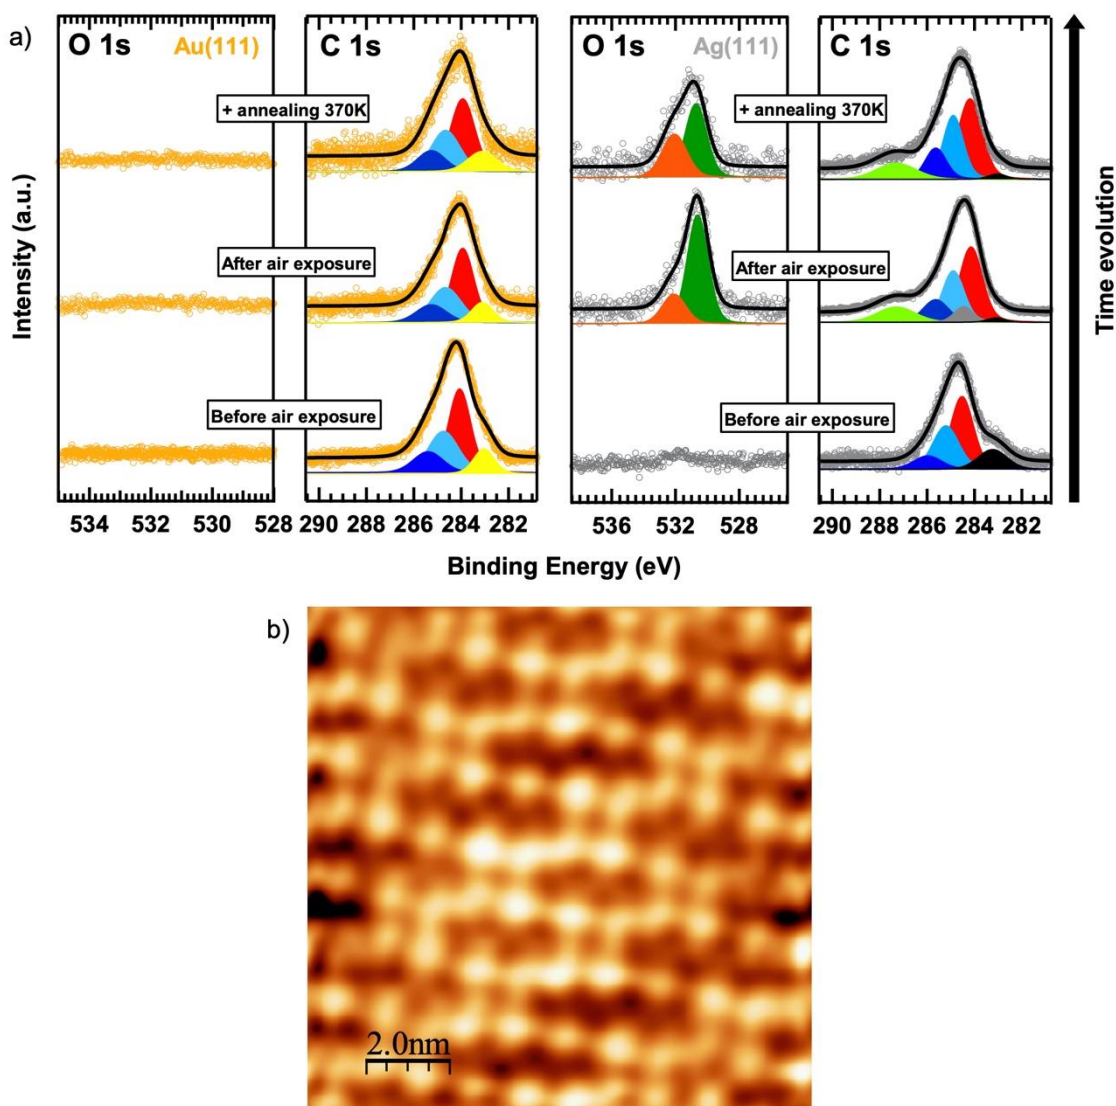 a)
O 1s Au(111) C 1s O 1s Ag(111) C 1s
+ annealing 370K + annealing 370K
After air exposure After air exposure
Before air exposure Before air exposure
Intensity (a.u.)
Time evolution
534 532 530 528 290 288 286 284 282 536 532 528 290 288 286 284 282
Binding Energy (eV)
b)
2.0nm